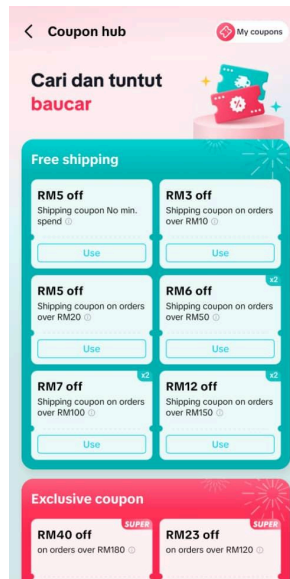 Coupon hub
My coupons
Cari dan tuntut
baucar
Free shipping
RM5 off
Shipping coupon No min.
spend
Use
RM3 off
Shipping coupon on orders
over RM10
Use
RM5 off
Shipping coupon on orders
over RM20
Use
x2
RM6 off
Shipping coupon on orders
over RM50
Use
x2
RM7 off
Shipping coupon on orders
over RM100
Use
x2
RM12 off
Shipping coupon on orders
over RM150
Use
Exclusive coupon
SUPER
RM40 off
on orders over RM180
SUPER
RM23 off
on orders over RM120